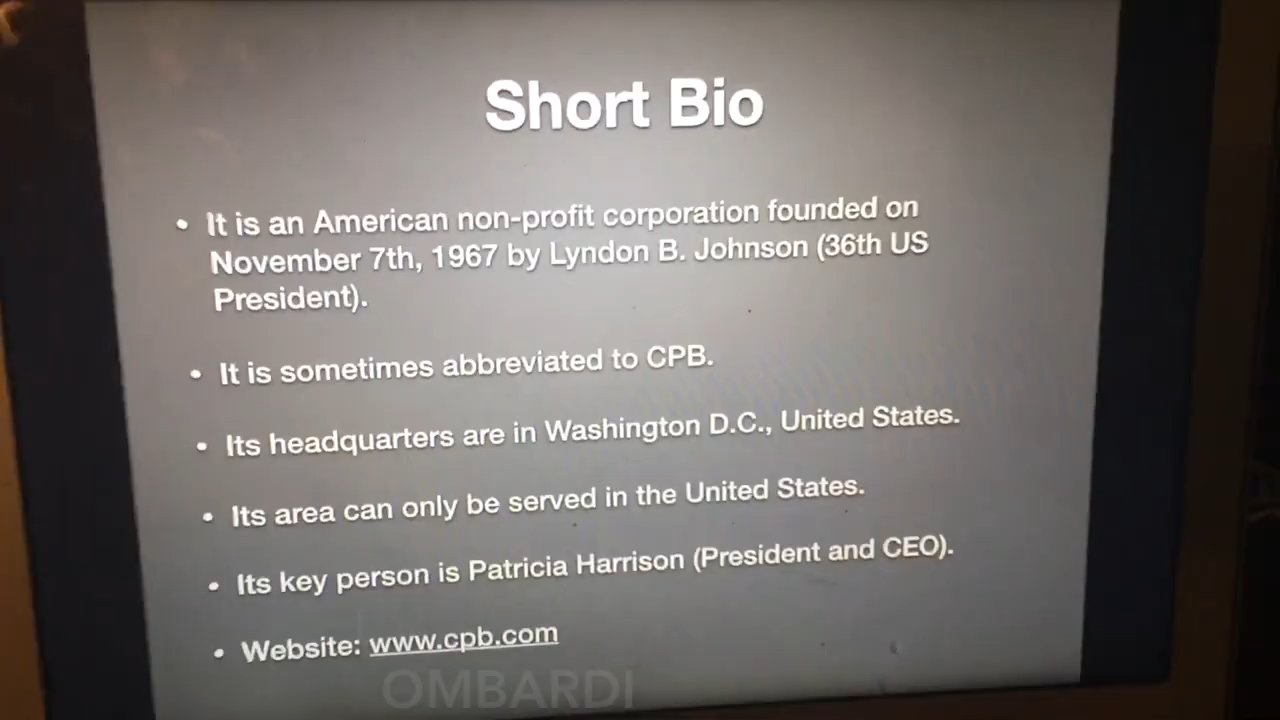 Short Bio
• It is an American non-profit corporation founded on
November 7th, 1967 by Lyndon B. Johnson (36th US
President).
• It is sometimes abbreviated to CPB.
• Its headquarters are in Washington D.C., United States.
• Its area can only be served in the United States.
• Its key person is Patricia Harrison (President and CEO).
• Website: www.cpb.com
OMBARDI